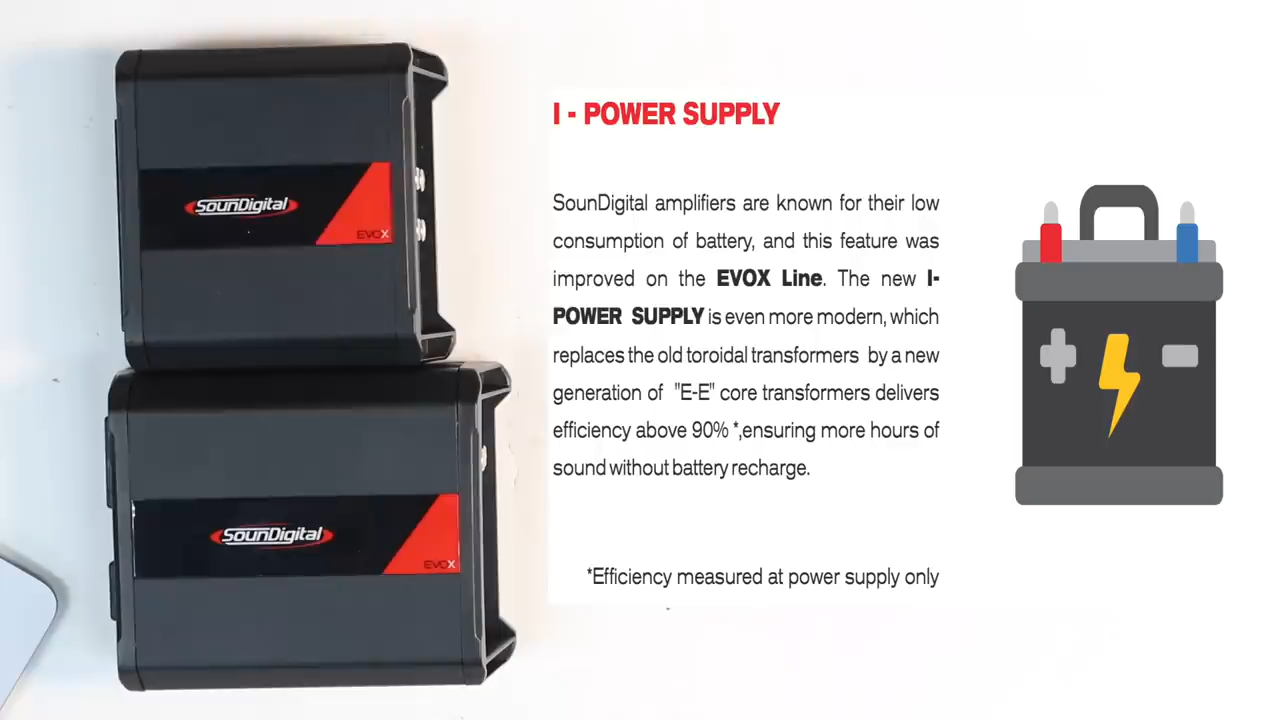 SounDigital
EVOX
SounDigital
EVOX
I - POWER SUPPLY
SounDigital amplifiers are known for their low
consumption of battery, and this feature was
improved on the EVOX Line. The new I-
POWER SUPPLY is even more modern, which
replaces the old toroidal transformers by a new
generation of "E-E" core transformers delivers
efficiency above 90% *,ensuring more hours of
sound without battery recharge.
*Efficiency measured at power supply only